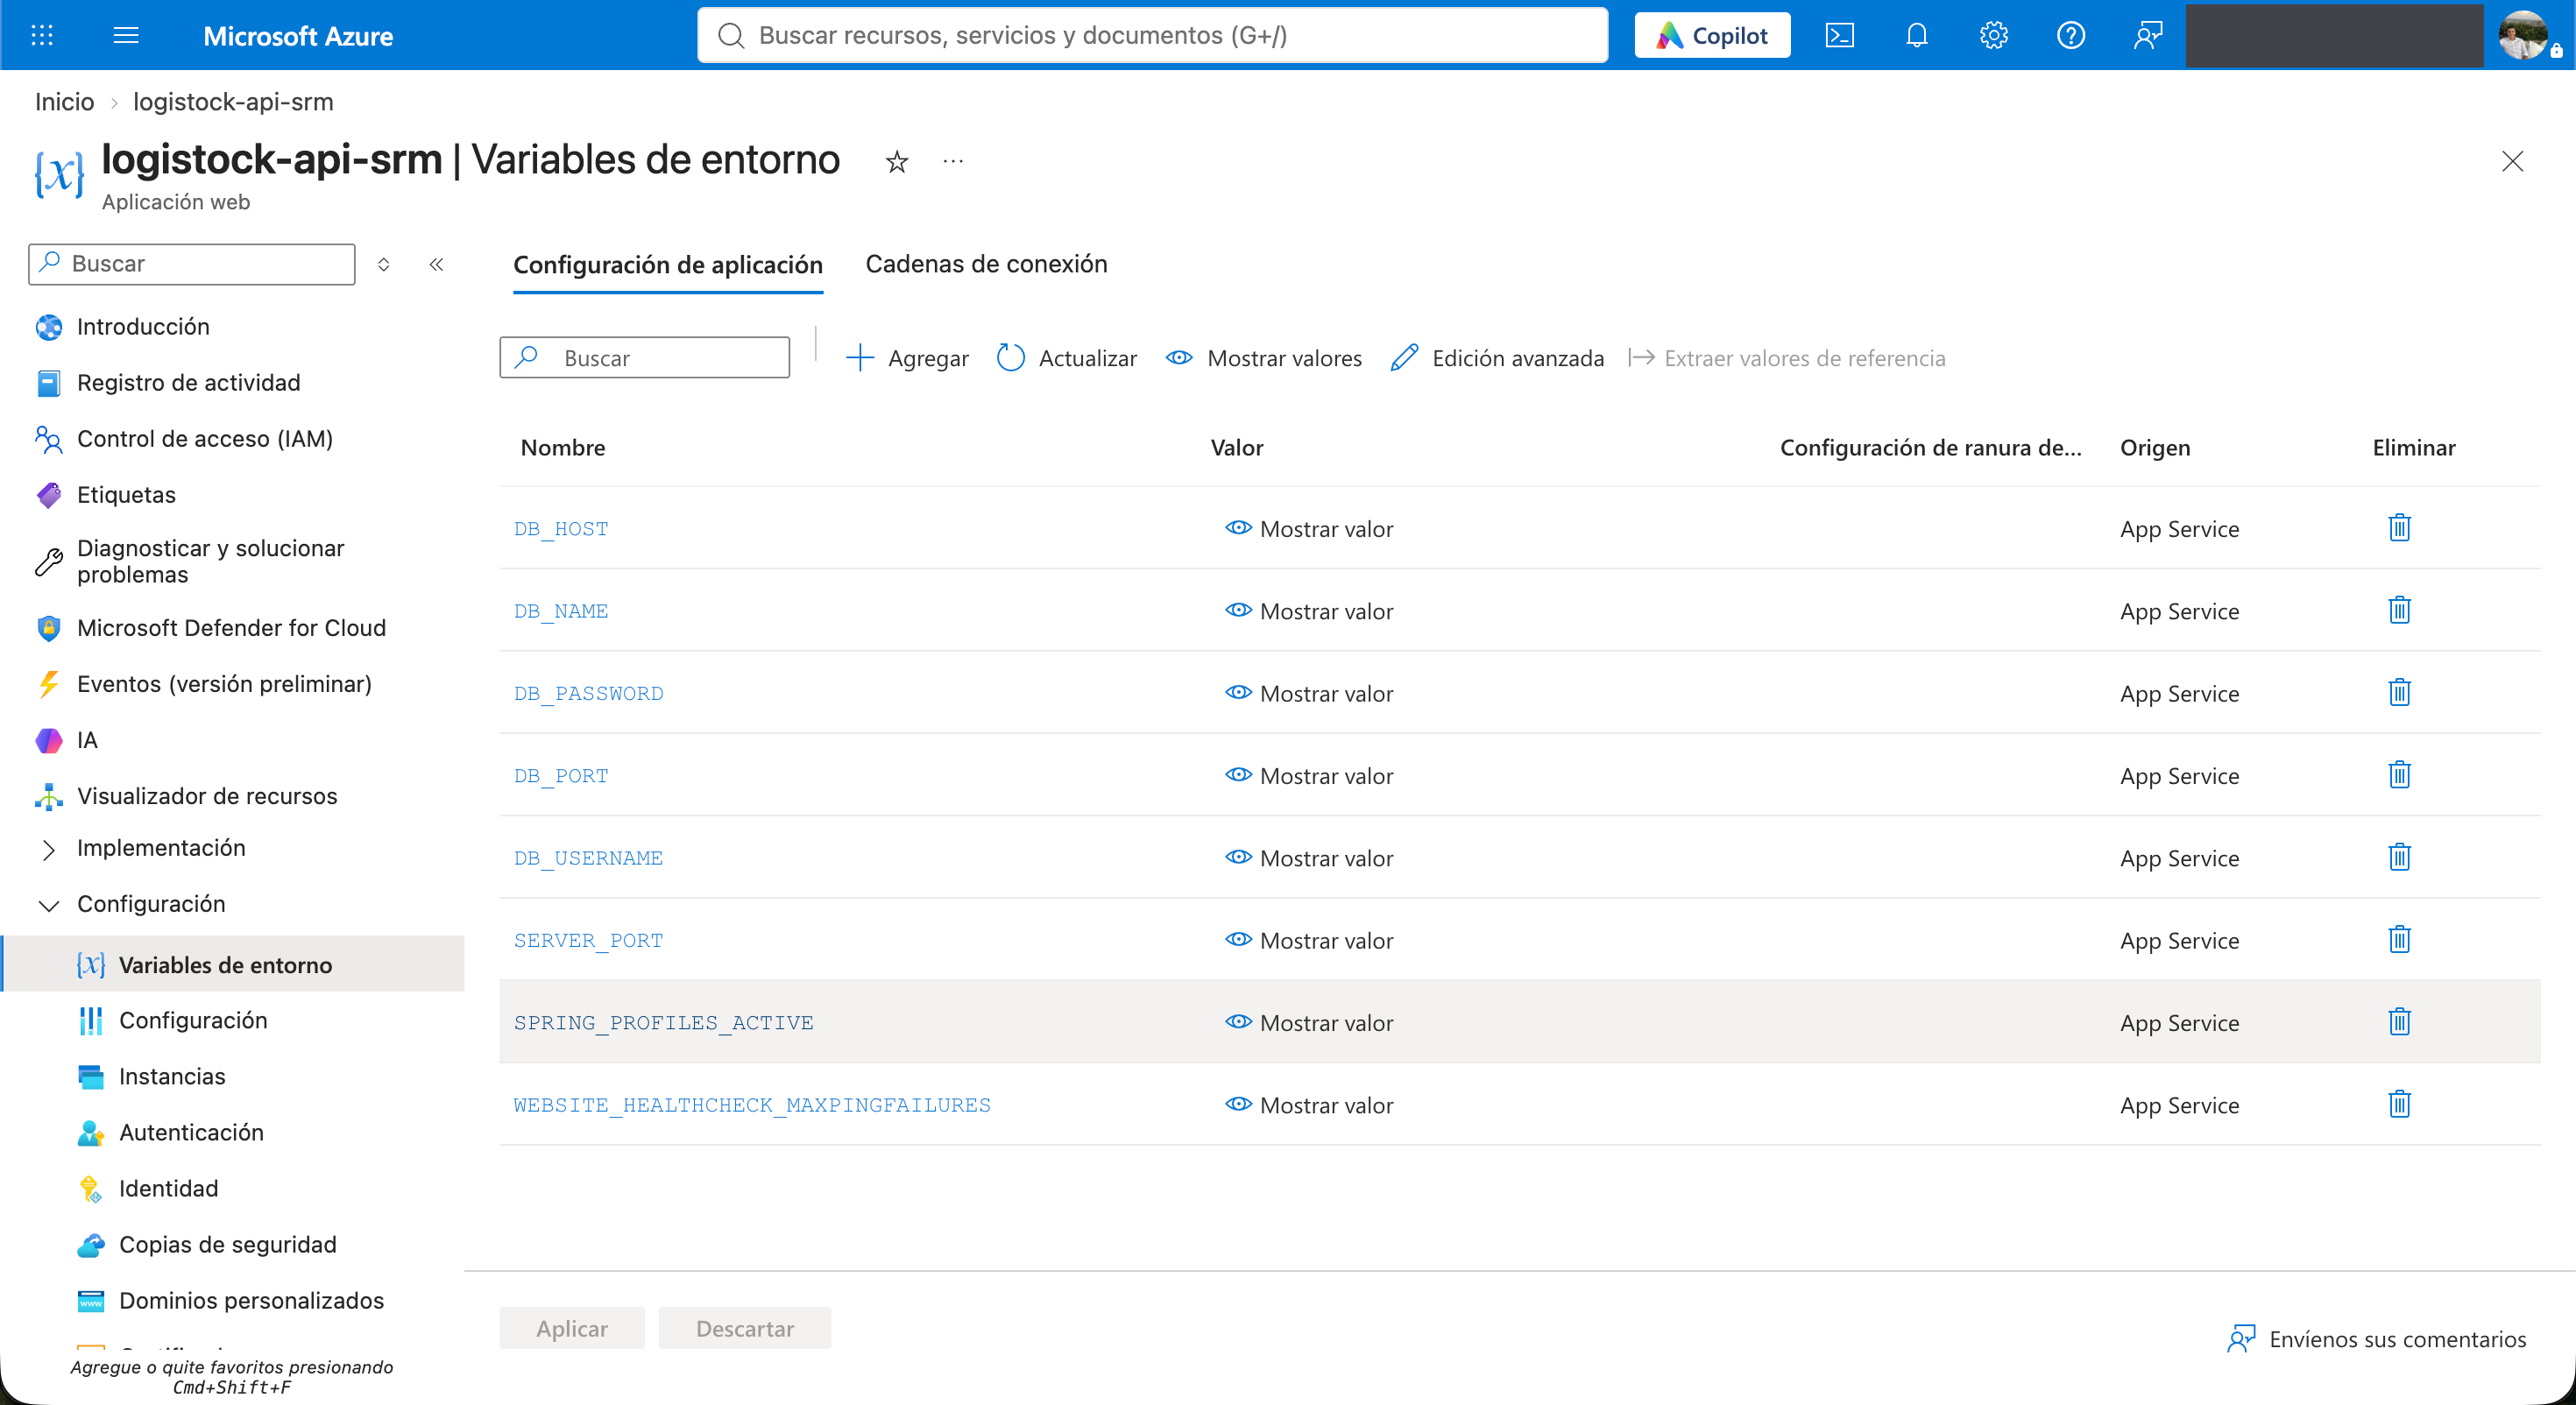 Microsoft Azure
Buscar recursos, servicios y documentos (G+/)
Copilot
Inicio > logistock-api-srm
{x} logistock-api-srm | Variables de entorno
Aplicación web
Buscar
Introducción
Registro de actividad
Control de acceso (IAM)
Etiquetas
Diagnosticar y solucionar
problemas
Microsoft Defender for Cloud
Eventos (versión preliminar)
IA
Visualizador de recursos
Implementación
Configuración
{x} Variables de entorno
Configuración
Instancias
Autenticación
Identidad
Copias de seguridad
www Dominios personalizados
Agregue o quite favoritos presionando
Cmd+Shift+F
Configuración de aplicación Cadenas de conexión
Buscar Agregar Actualizar Mostrar valores Edición avanzada Extraer valores de referencia
Nombre Valor Configuración de ranura de... Origen Eliminar
DB_HOST Mostrar valor App Service
DB_NAME Mostrar valor App Service
DB_PASSWORD Mostrar valor App Service
DB_PORT Mostrar valor App Service
DB_USERNAME Mostrar valor App Service
SERVER_PORT Mostrar valor App Service
SPRING_PROFILES_ACTIVE Mostrar valor App Service
WEBSITE_HEALTHCHECK_MAXPINGFAILURES Mostrar valor App Service
Aplicar Descartar
Envíenos sus comentarios